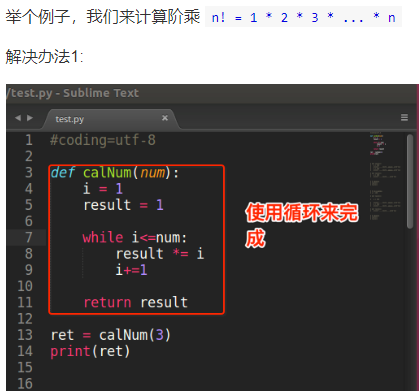 举个例子，我们来计算阶乘 n! = 1 * 2 * 3 * ... * n
解决办法1:
/test.py - Sublime Text
test.py
1 #coding=utf-8
2
3 def calNum(num):
4     i = 1
5     result = 1
6
7     while i<=num:
8         result *= i
9         i+=1
10
11     return result
12
13 ret = calNum(3)
14 print(ret)
15
16
使用循环来完
成